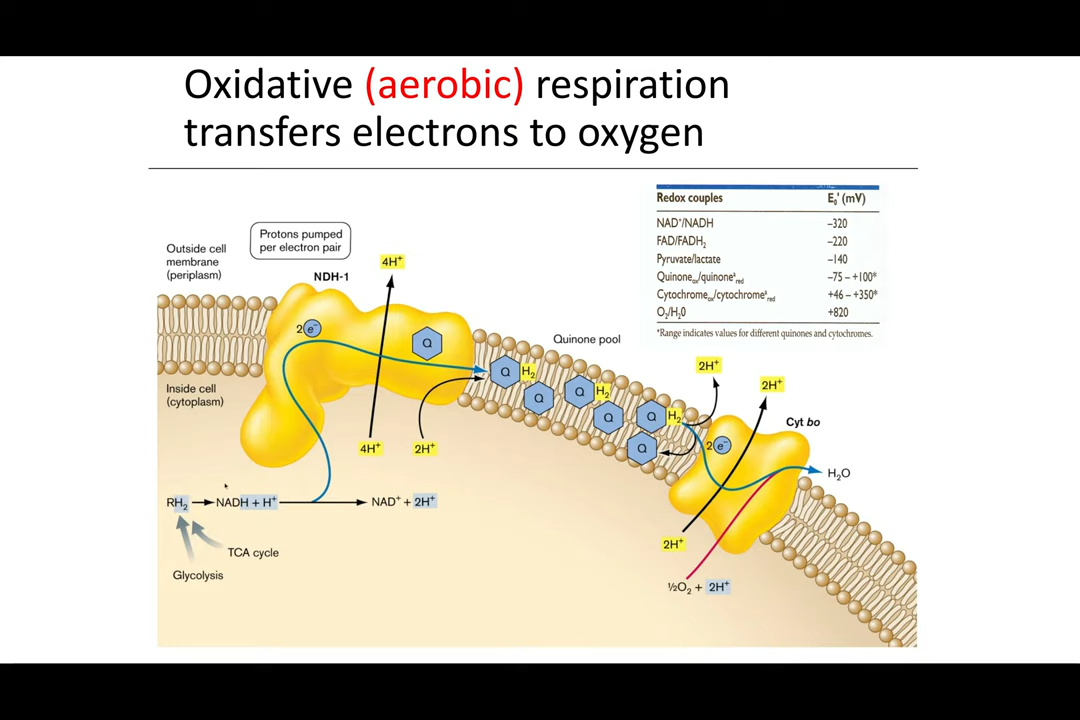 Oxidative (aerobic) respiration
transfers electrons to oxygen
Redox couples E₀' (mV)
NAD⁺/NADH –320
FAD/FADH₂ –220
Pyruvate/lactate –140
Quinoneₒₓ/quinoneᵃred –75 – +100*
Cytochromeₒₓ/cytochromeᵃred +46 – +350*
O₂/H₂0 +820
*Range indicates values for different quinones and cytochromes.
Outside cell
membrane
(periplasm)
Protons pumped
per electron pair
NDH-1
4H⁺
2e⁻
Q
Quinone pool
Inside cell
(cytoplasm)
Q H₂
Q
Q H₂
Q
Q H₂
Q
2H⁺
2H⁺
Cyt bo
2e⁻
H₂O
4H⁺
2H⁺
RH₂
NADH + H⁺
NAD⁺ + 2H⁺
TCA cycle
Glycolysis
2H⁺
½O₂ + 2H⁺